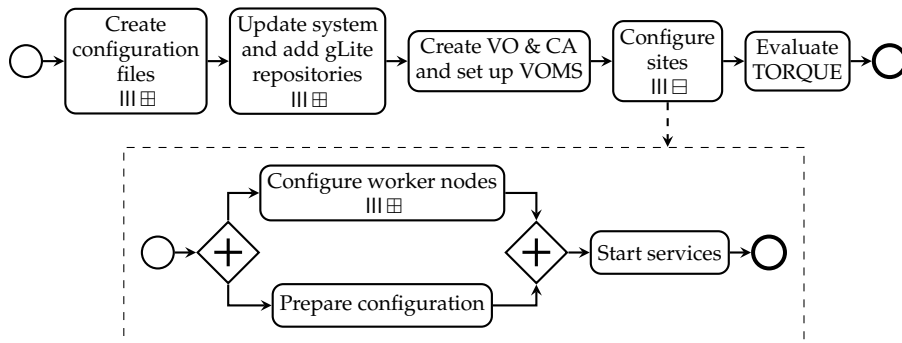 Create
configuration
files
Update system
and add gLite
repositories
Create VO & CA
and set up VOMS
Configure
sites
Evaluate
TORQUE
Configure worker nodes
Prepare configuration
Start services